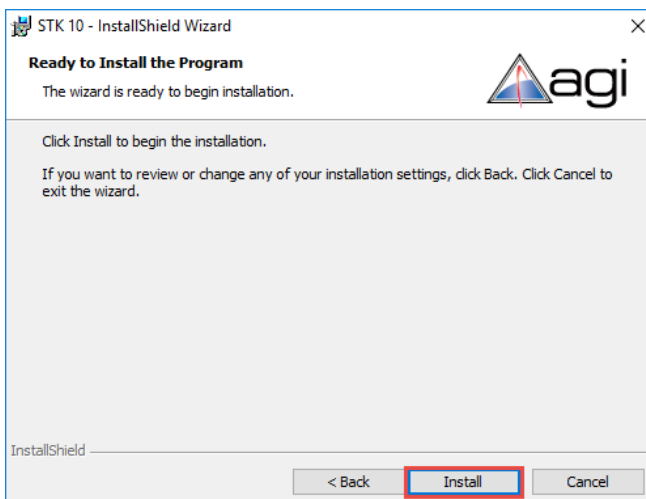 STK 10 - InstallShield Wizard
Ready to Install the Program
The wizard is ready to begin installation.
agi
Click Install to begin the installation.
If you want to review or change any of your installation settings, click Back. Click Cancel to
exit the wizard.
InstallShield
< Back
Install
Cancel